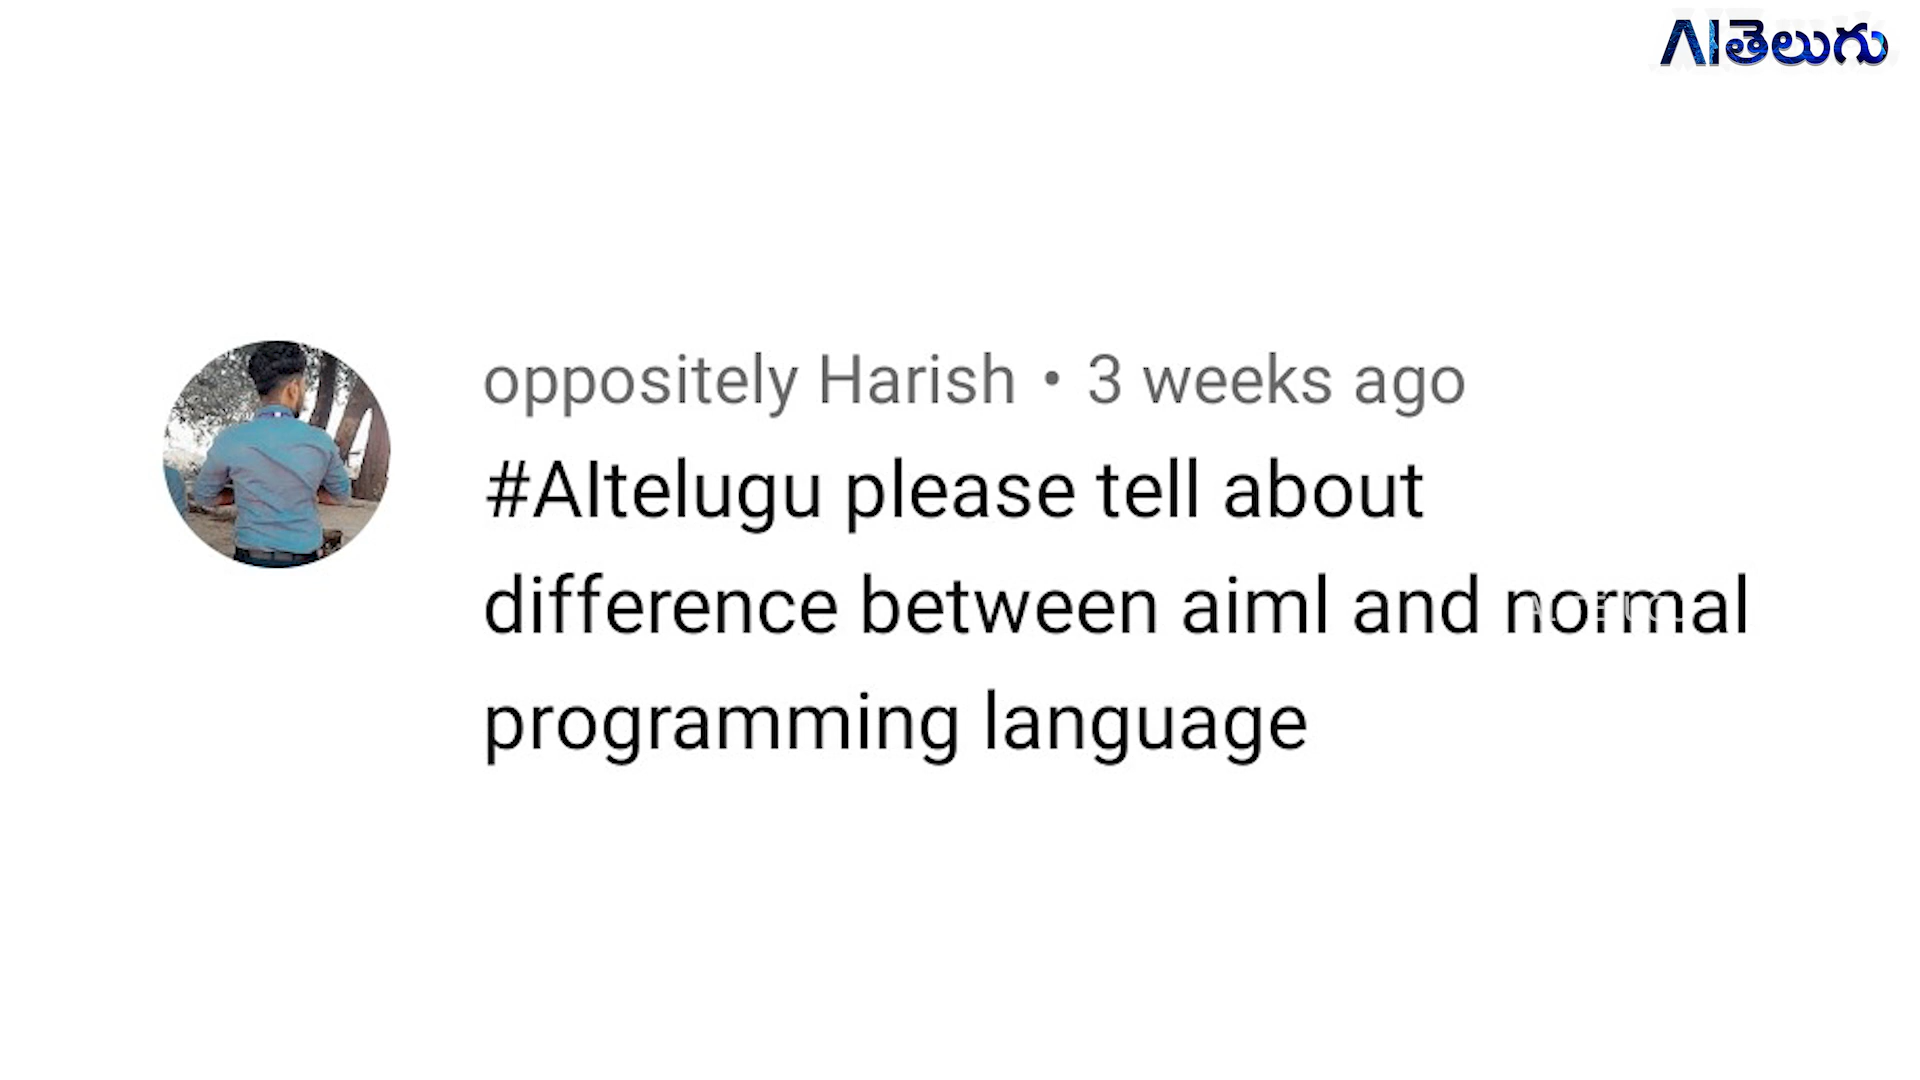 AIతెలుగు
oppositely Harish • 3 weeks ago
#AItelugu please tell about
difference between aiml and normal
programming language